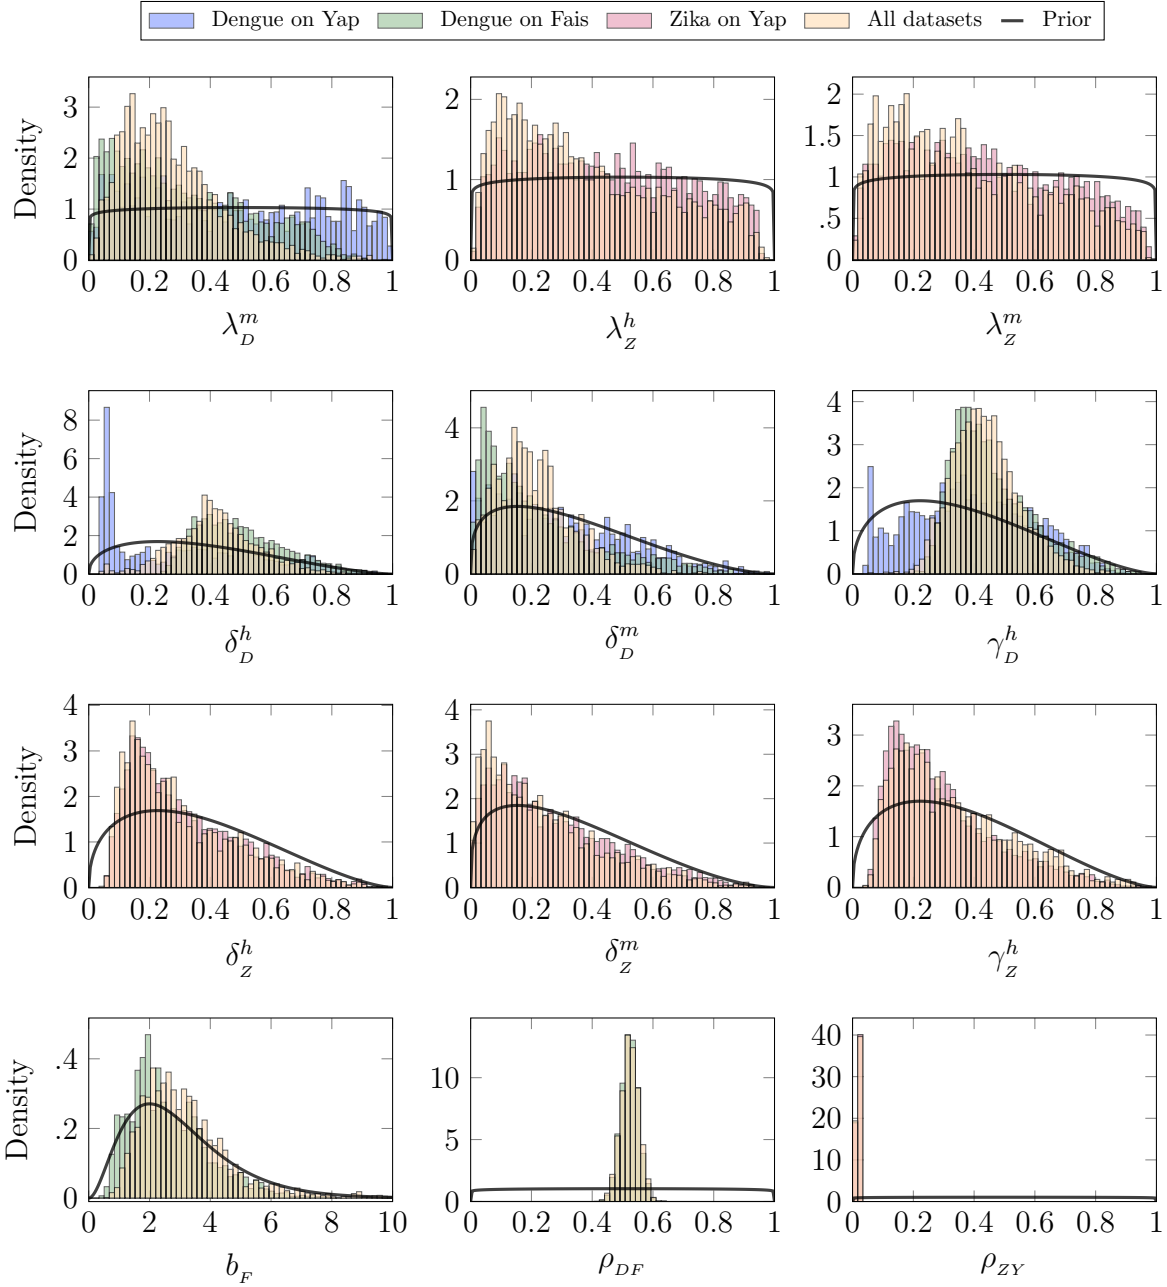 Dengue on Yap Dengue on Fais Zika on Yap All datasets Prior
0 1 2 3
Density
0 0.2 0.4 0.6 0.8 1
λ_D^m
0 1 2
0 0.2 0.4 0.6 0.8 1
λ_Z^h
0 .5 1 1.5 2
0 0.2 0.4 0.6 0.8 1
λ_Z^m
0 2 4 6 8
Density
0 0.2 0.4 0.6 0.8 1
δ_D^h
0 2 4
0 0.2 0.4 0.6 0.8 1
δ_D^m
0 1 2 3 4
0 0.2 0.4 0.6 0.8 1
γ_D^h
0 1 2 3 4
Density
0 0.2 0.4 0.6 0.8 1
δ_Z^h
0 1 2 3 4
0 0.2 0.4 0.6 0.8 1
δ_Z^m
0 1 2 3
0 0.2 0.4 0.6 0.8 1
γ_Z^h
0 .2 .4
Density
0 2 4 6 8 10
b_F
0 5 10
0 0.2 0.4 0.6 0.8 1
ρ_DF
0 10 20 30 40
0 0.2 0.4 0.6 0.8 1
ρ_ZY